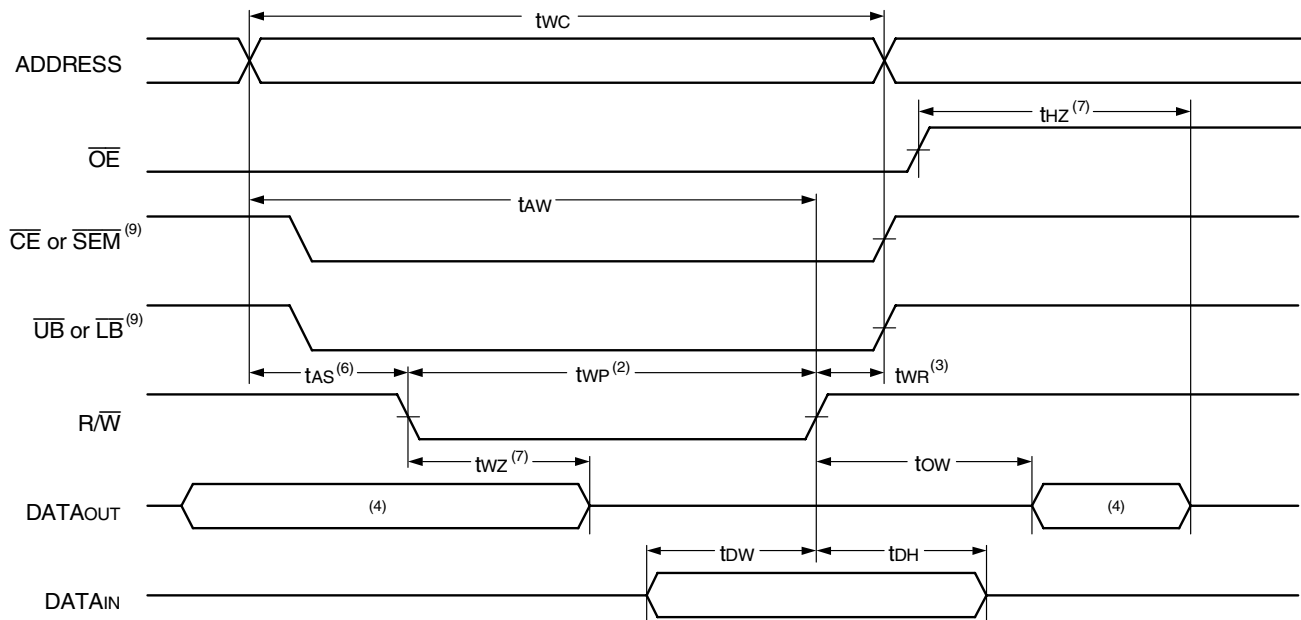 tWC
ADDRESS
tHZ(7)
OE
tAW
CE or SEM(9)
UB or LB(9)
tAS(6) tWP(2) tWR(3)
R/W
tWZ(7) tOW
DATAOUT (4) (4)
tDW tDH
DATAIN